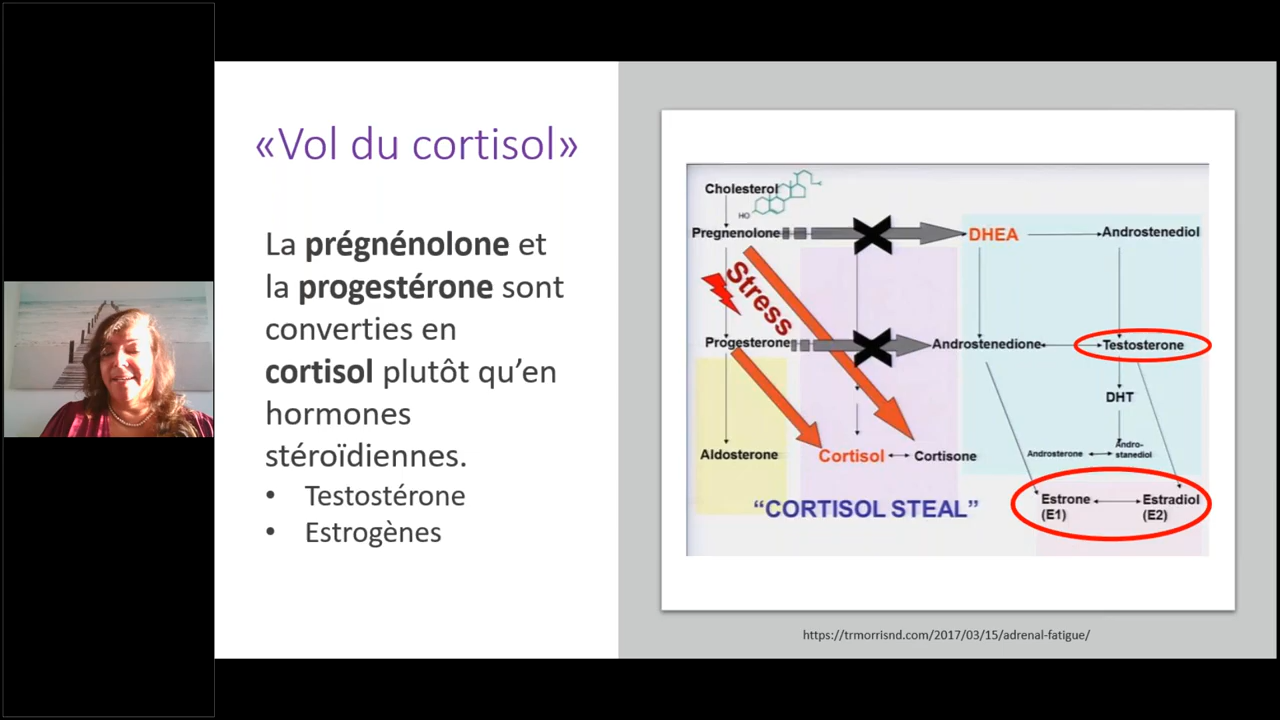 «Vol du cortisol»
La prégnénolone et
la progestérone sont
converties en
cortisol plutôt qu’en
hormones
stéroïdiennes.
• Testostérone
• Estrogènes
Cholesterol
HO
Pregnenolone
DHEA
Androstenediol
Stress
Progesterone
Androstenedione
Testosterone
DHT
Aldosterone
Cortisol
Cortisone
Androsterone
Andro-
stanediol
Estrone
(E1)
Estradiol
(E2)
“CORTISOL STEAL”
https://trmorrisnd.com/2017/03/15/adrenal-fatigue/